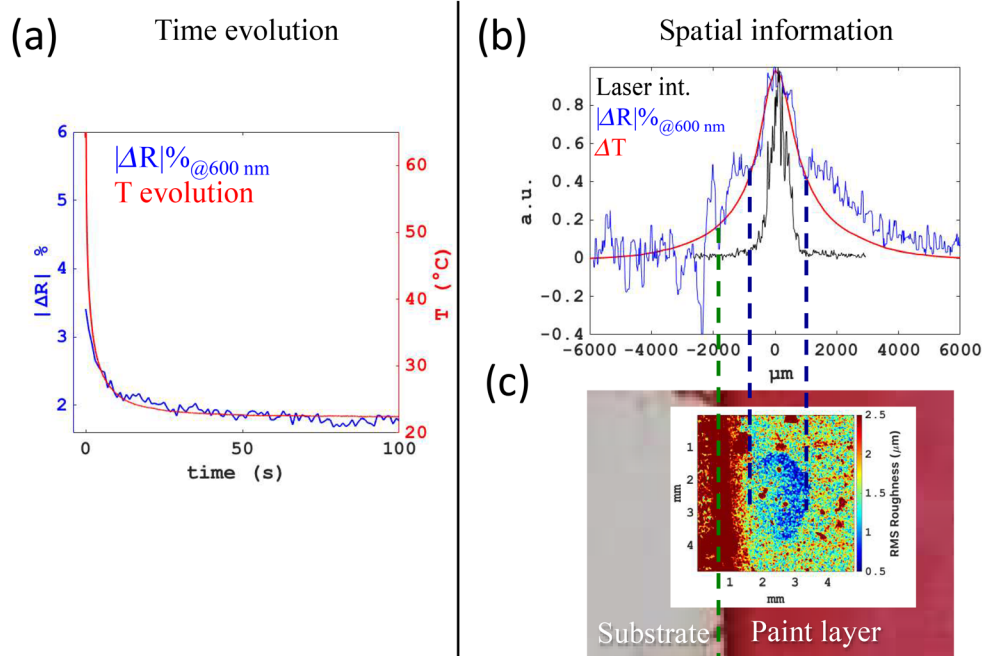 (a)
Time evolution
|ΔR|%@600 nm
T evolution
6
5
4
3
2
|ΔR| %
60
50
40
30
20
T (°C)
0
50
100
time (s)
(b)
Spatial information
Laser int.
|ΔR|%@600 nm
ΔT
0.8
0.6
0.4
0.2
0
-0.2
-0.4
a.u.
-6000 -4000 -2000 0 2000 4000 6000
μm
(c)
1
2
3
4
mm
1 2 3 4
mm
2.5
2
1.5
1
0.5
RMS Roughness (μm)
Substrate
Paint layer